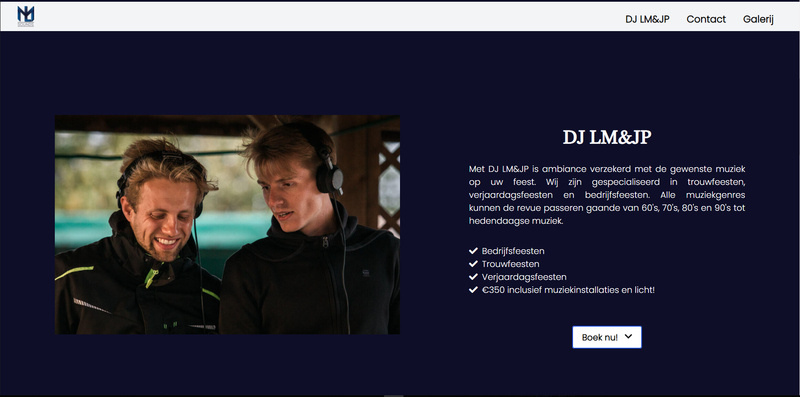 DJ LM&JP Contact Galerij
DJ LM&JP
Met DJ LM&JP is ambiance verzekerd met de gewenste muziek
op uw feest. Wij zijn gespecialiseerd in trouwfeesten,
verjaardagsfeesten en bedrijfsfeesten. Alle muziekgenres
kunnen de revue passeren gaande van 60's, 70's, 80's en 90's tot
hedendaagse muziek.
Bedrijfsfeesten
Trouwfeesten
Verjaardagsfeesten
€350 inclusief muziekinstallaties en licht!
Boek nu!